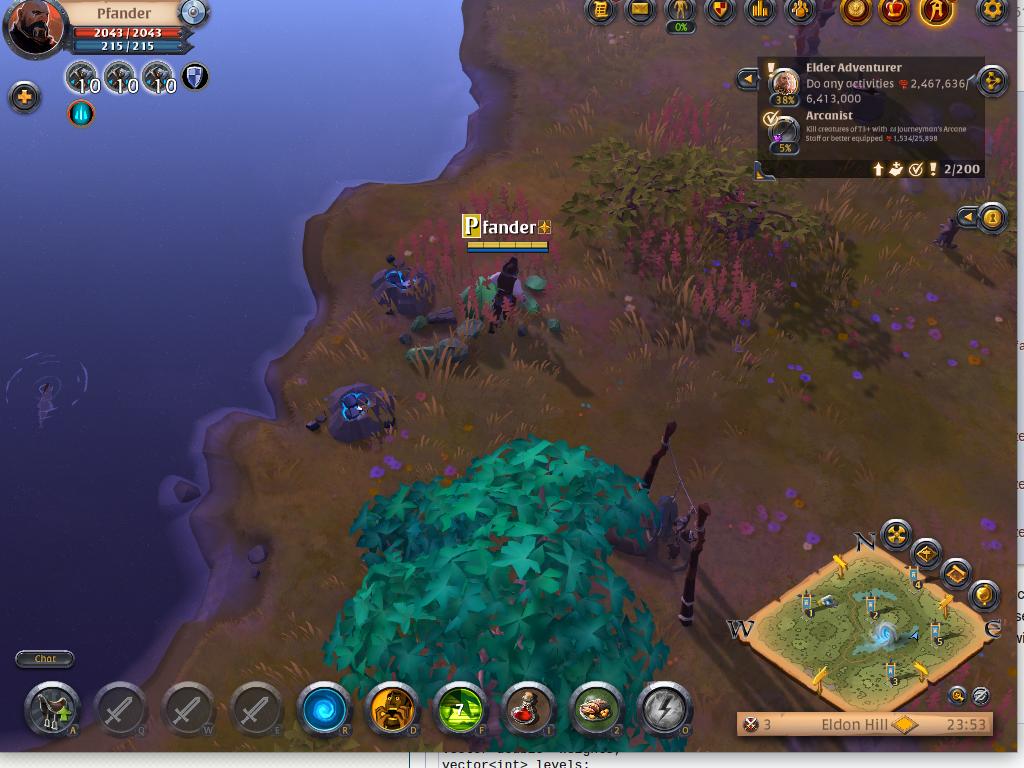 Pfander
2043 / 2043
215 / 215
10
10
10
0%
Elder Adventurer
Do any activities 2,467,636/
6,413,000
38%
Arcanist
Kill creatures of T3+ with Journeyman's Arcane
Staff or better equipped 1,534/25,898
5%
2/200
Pfander
N
W
E
1
2
3
4
5
Chat
A
Q
W
E
R
D
7
F
1
2
O
3
Eldon Hill
23:53
vector<int> levels;